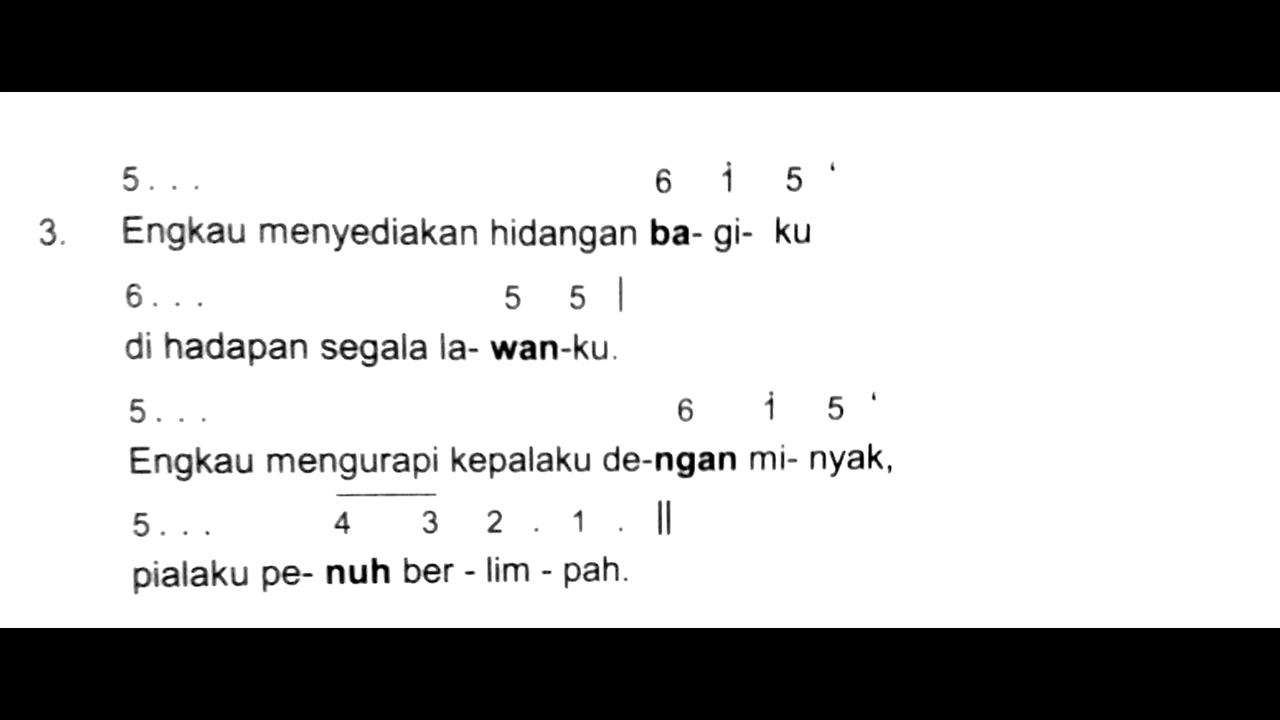 5 . . . 6 i 5 ‘
3. Engkau menyediakan hidangan ba- gi- ku
6 . . . 5 5 |
di hadapan segala la- wan-ku.
5 . . . 6 i 5 ‘
Engkau mengurapi kepalaku de-ngan mi- nyak,
5 . . . 4 3 2 . 1 . ||
pialaku pe- nuh ber - lim - pah.